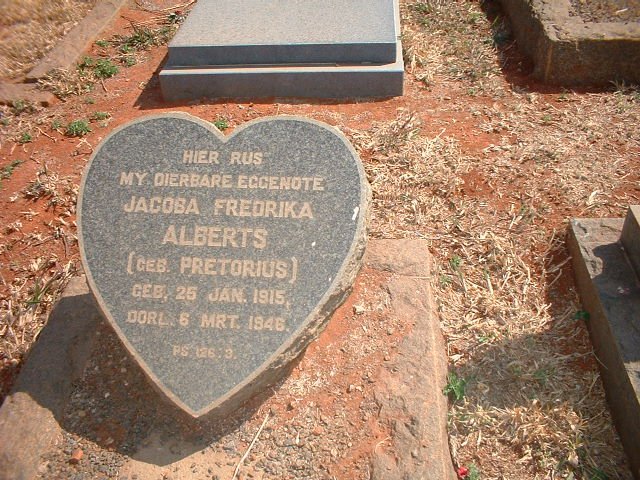 HIER RUS
MY DIERBARE EGGENOTE
JACOBA FREDRIKA
ALBERTS
(GEB. PRETORIUS)
GEB. 25 JAN. 1915,
OORL. 6 MRT. 1946.
PS. 126:3.